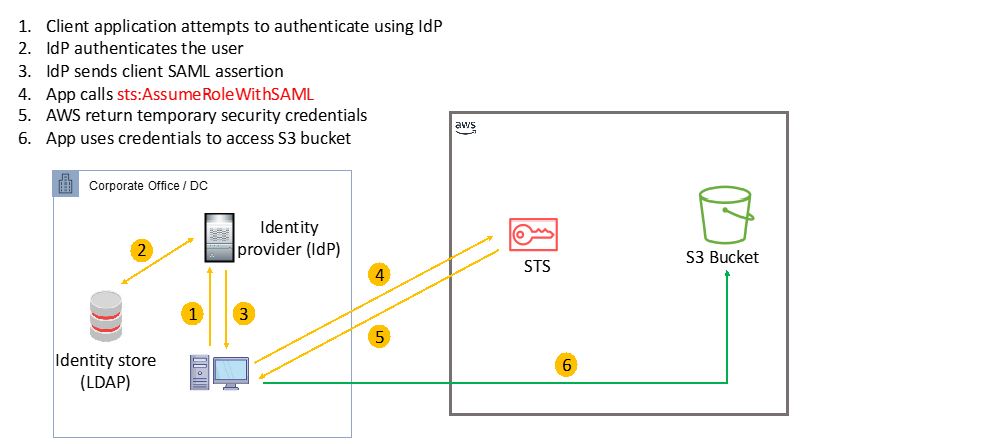 1. Client application attempts to authenticate using IdP
2. IdP authenticates the user
3. IdP sends client SAML assertion
4. App calls sts:AssumeRoleWithSAML
5. AWS return temporary security credentials
6. App uses credentials to access S3 bucket
aws
Corporate Office / DC
Identity
provider (IdP)
2
4
STS
S3 Bucket
1
3
5
Identity store
(LDAP)
6